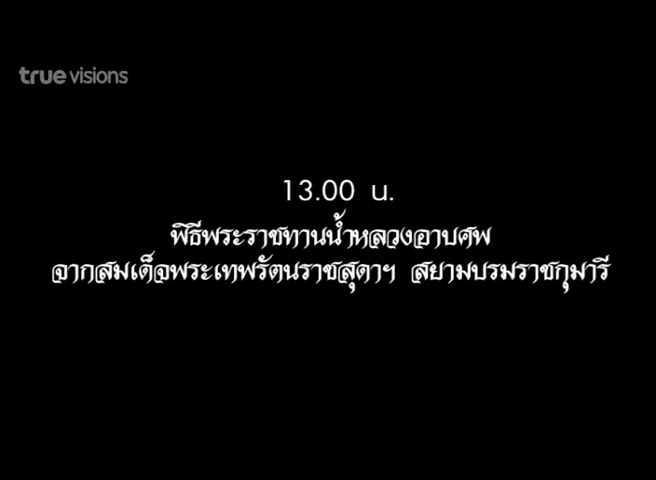 true visions
13.00 น.
พิธีพระราชทานน้ำหลวงอาบศพ
จากสมเด็จพระเทพรัตนราชสุดาฯ สยามบรมราชกุมารี